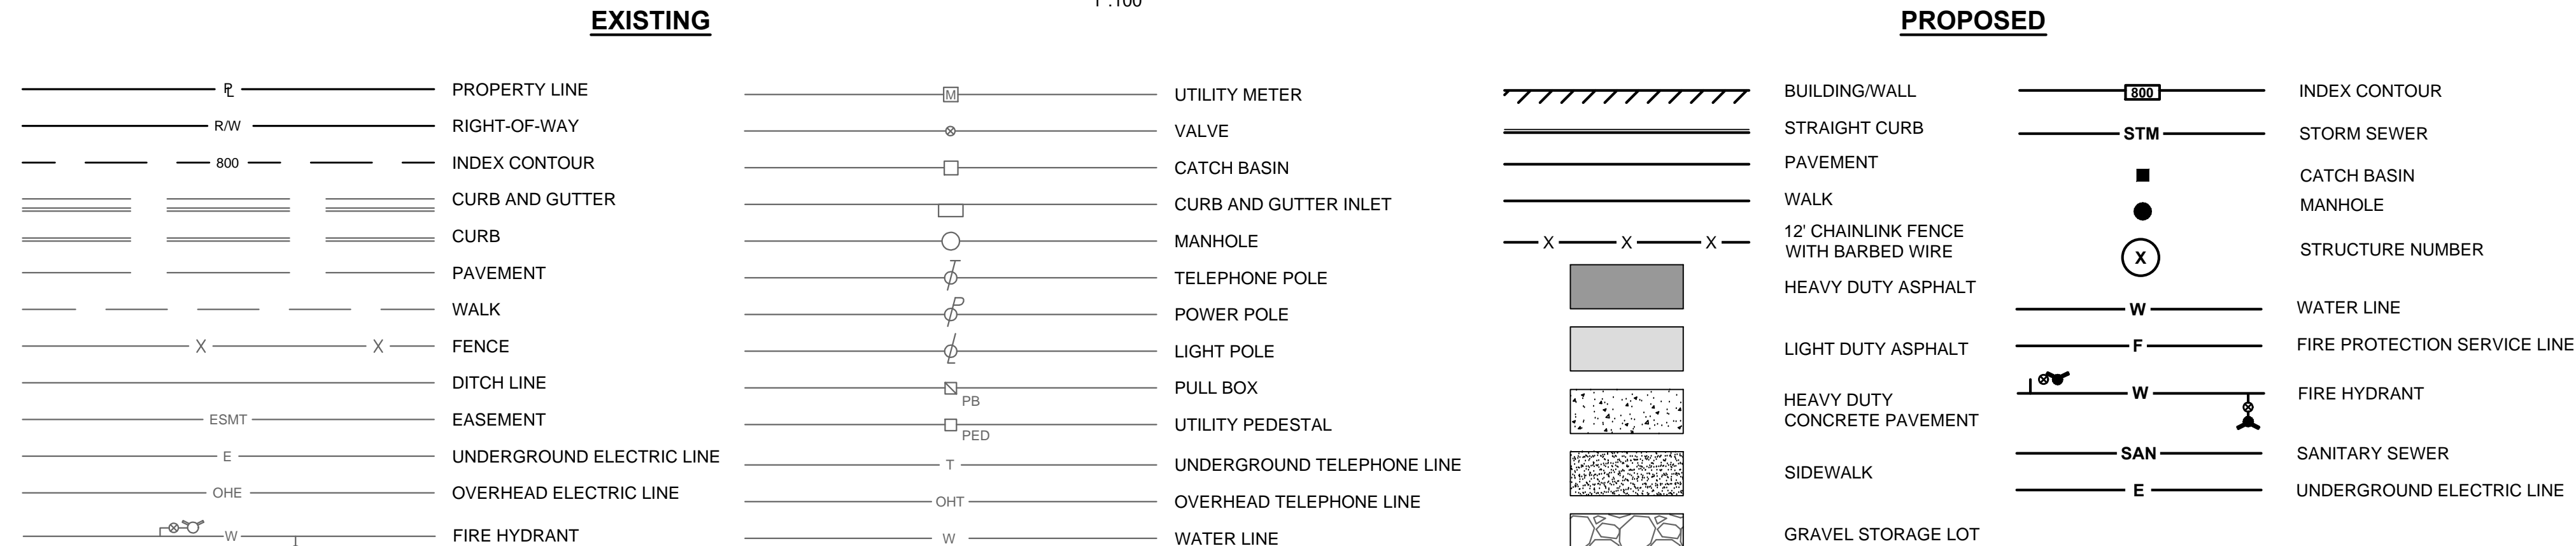 EXISTING
PROPOSED
PL PROPERTY LINE
R/W RIGHT-OF-WAY
800 INDEX CONTOUR
CURB AND GUTTER
CURB
PAVEMENT
WALK
X X FENCE
DITCH LINE
ESMT EASEMENT
E UNDERGROUND ELECTRIC LINE
OHE OVERHEAD ELECTRIC LINE
W FIRE HYDRANT
M UTILITY METER
VALVE
CATCH BASIN
CURB AND GUTTER INLET
MANHOLE
T TELEPHONE POLE
P POWER POLE
L LIGHT POLE
PULL BOX
PB
UTILITY PEDESTAL
PED
T UNDERGROUND TELEPHONE LINE
OHT OVERHEAD TELEPHONE LINE
W WATER LINE
BUILDING/WALL
STRAIGHT CURB
PAVEMENT
WALK
X X X 12' CHAINLINK FENCE
WITH BARBED WIRE
HEAVY DUTY ASPHALT
LIGHT DUTY ASPHALT
HEAVY DUTY
CONCRETE PAVEMENT
SIDEWALK
GRAVEL STORAGE LOT
800 INDEX CONTOUR
STM STORM SEWER
CATCH BASIN
MANHOLE
X STRUCTURE NUMBER
W WATER LINE
F FIRE PROTECTION SERVICE LINE
W FIRE HYDRANT
SAN SANITARY SEWER
E UNDERGROUND ELECTRIC LINE